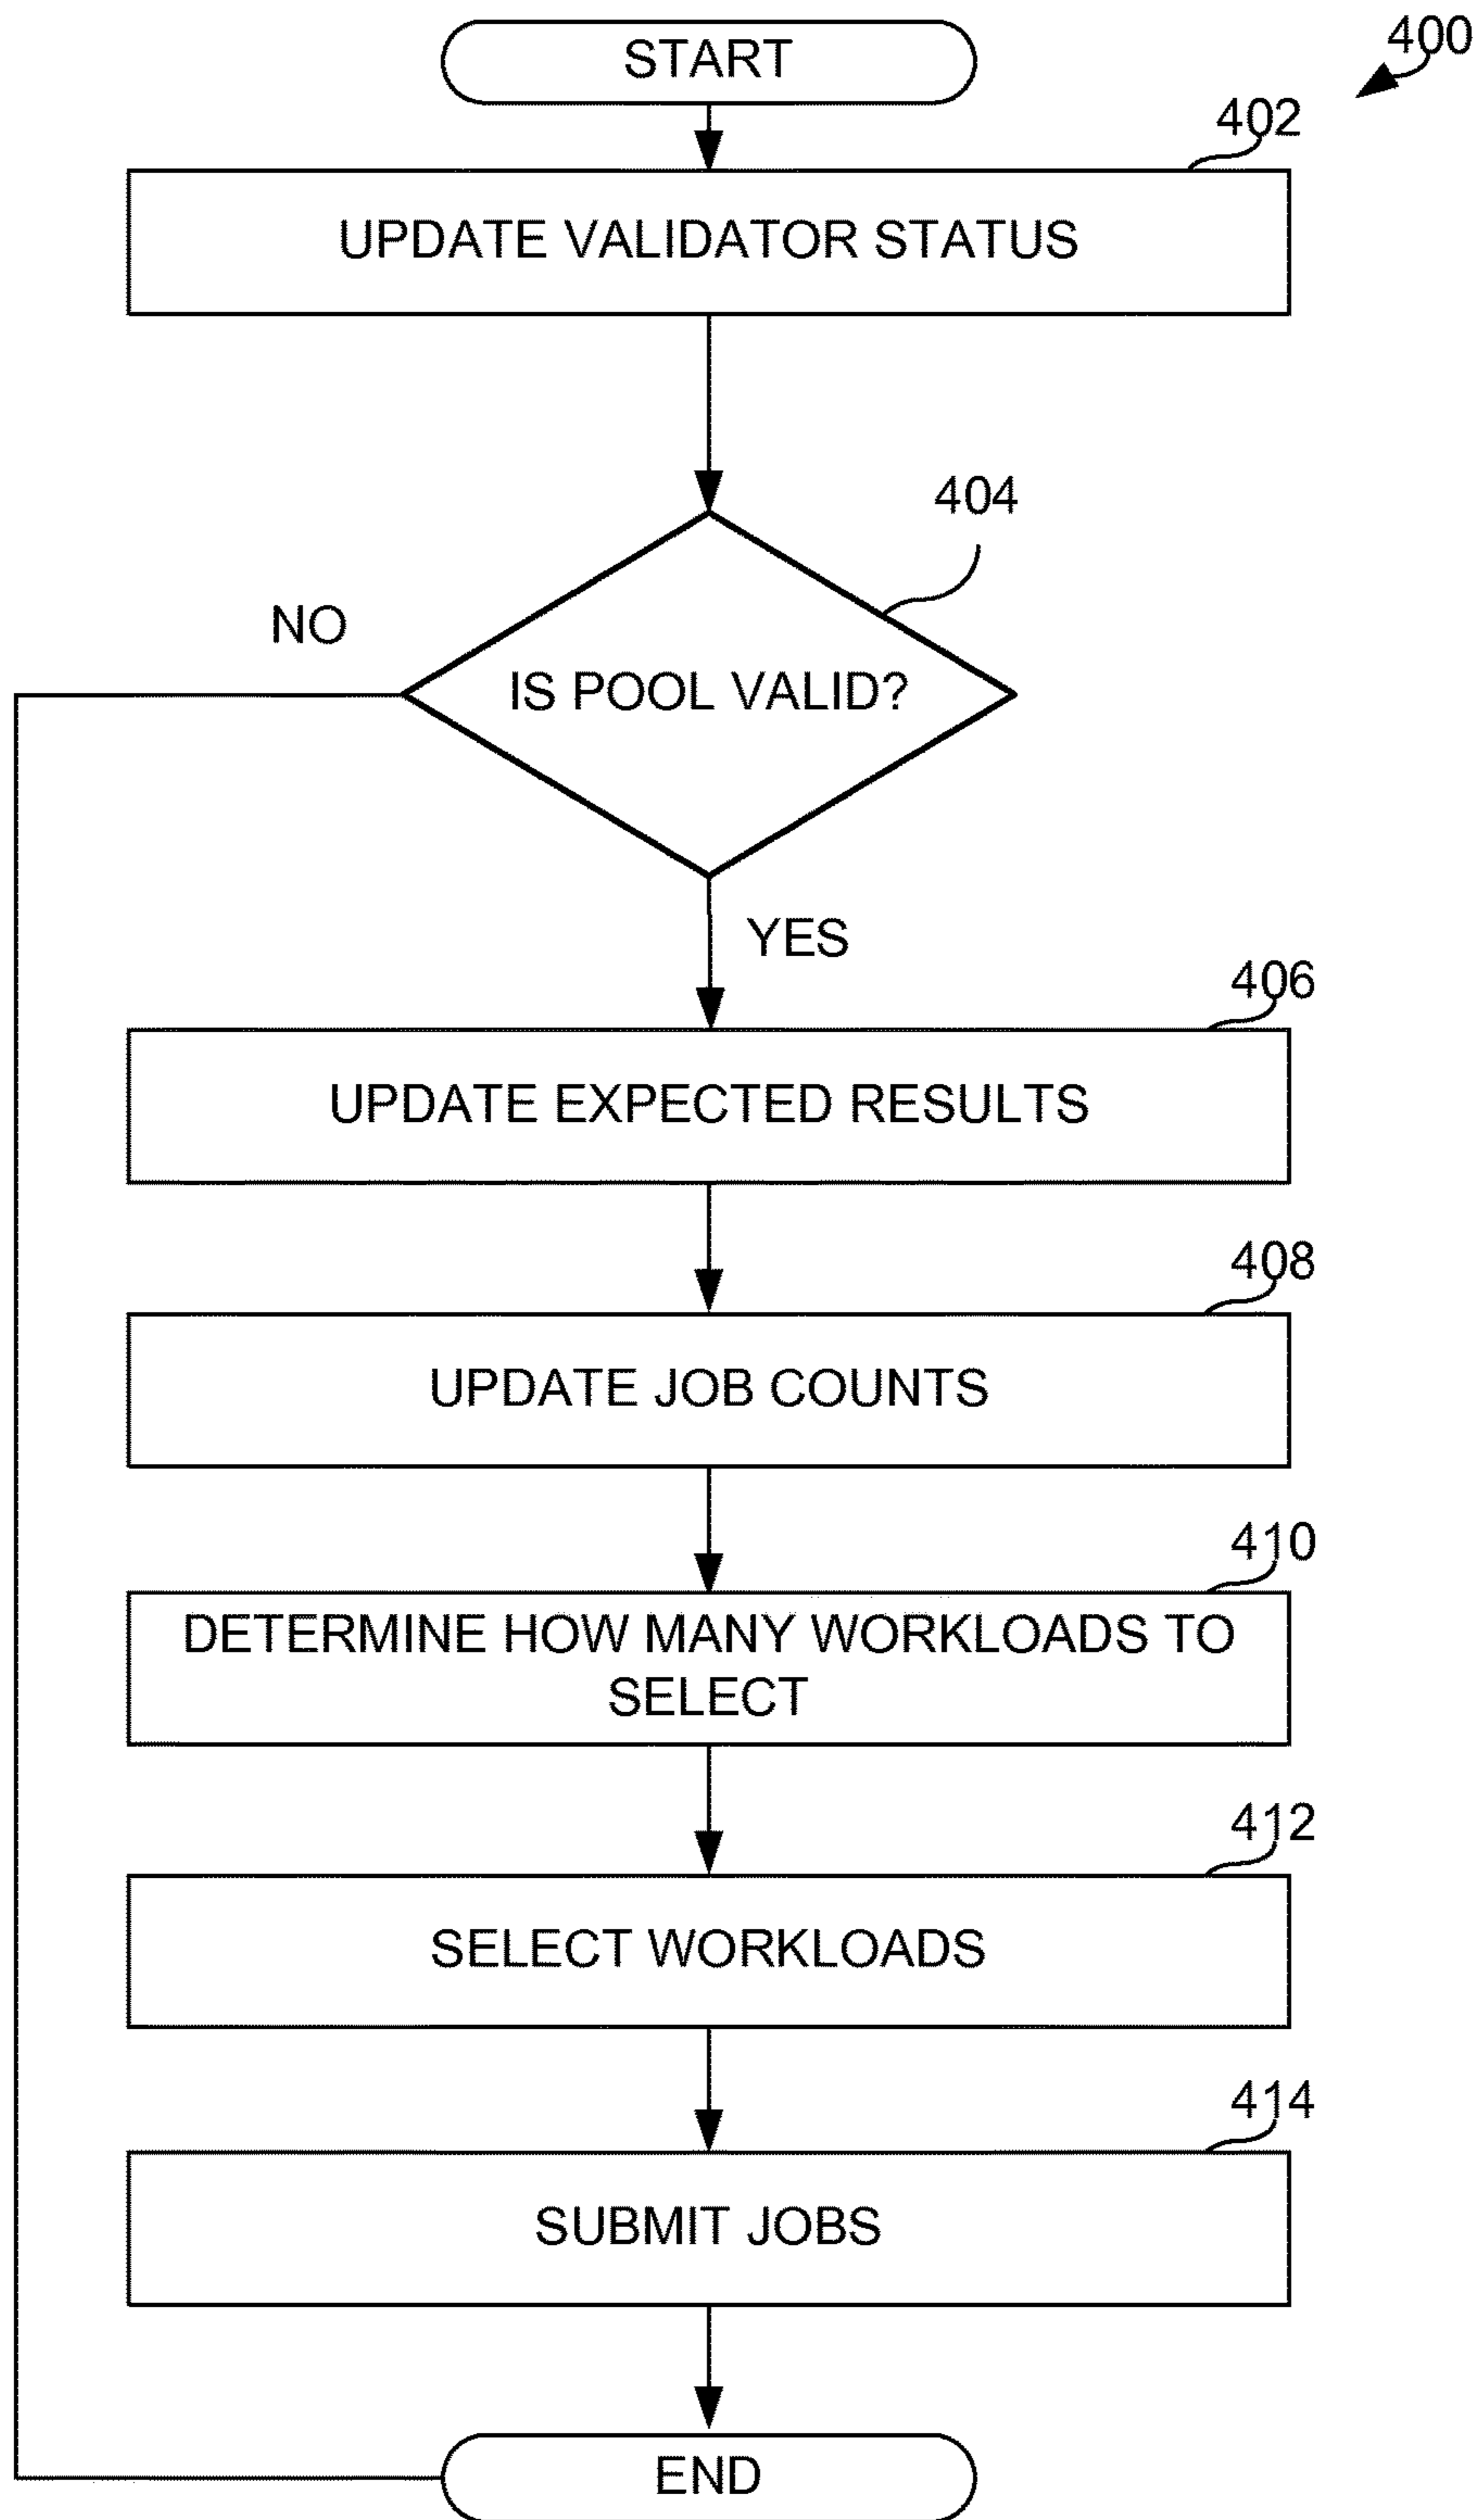 START
400
402
UPDATE VALIDATOR STATUS
404
NO
IS POOL VALID?
YES
406
UPDATE EXPECTED RESULTS
408
UPDATE JOB COUNTS
410
DETERMINE HOW MANY WORKLOADS TO
SELECT
412
SELECT WORKLOADS
414
SUBMIT JOBS
END